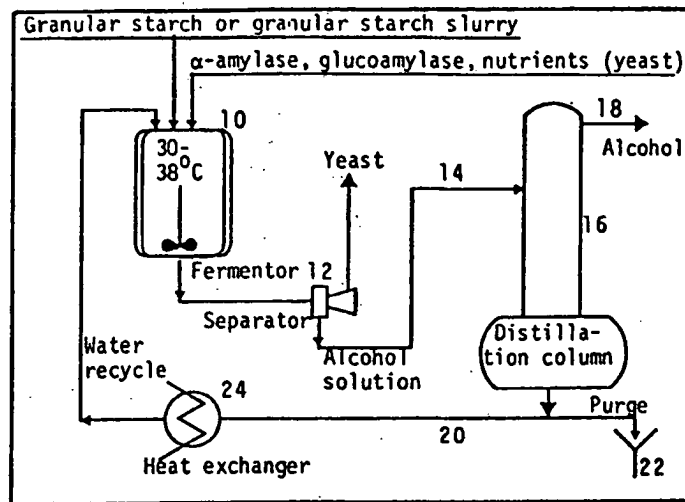 Granular starch or granular starch slurry
α-amylase, glucoamylase, nutrients (yeast)
10
30-
38°C
Yeast
14
18
Alcohol
16
Fermentor
12
Separator
Alcohol
solution
Distilla-
tion column
Water
recycle
24
Heat exchanger
20
Purge
22